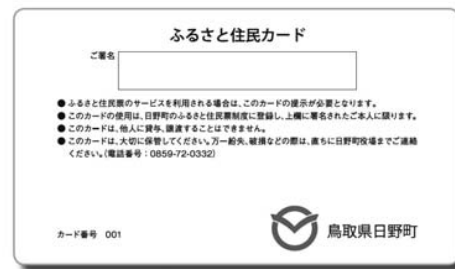 ふるさと住民カード
ご署名
● ふるさと住民票のサービスを利用される場合は、このカードの提示が必要となります。
● このカードの使用は、日野町のふるさと住民票制度に登録し、上欄に署名されたご本人に限ります。
● このカードは、他人に貸与、譲渡することはできません。
● このカードは、大切に保管してください。万一紛失、破損などの際は、直ちに日野町役場までご連絡
ください。（電話番号：0859-72-0332）
カード番号 001
鳥取県日野町